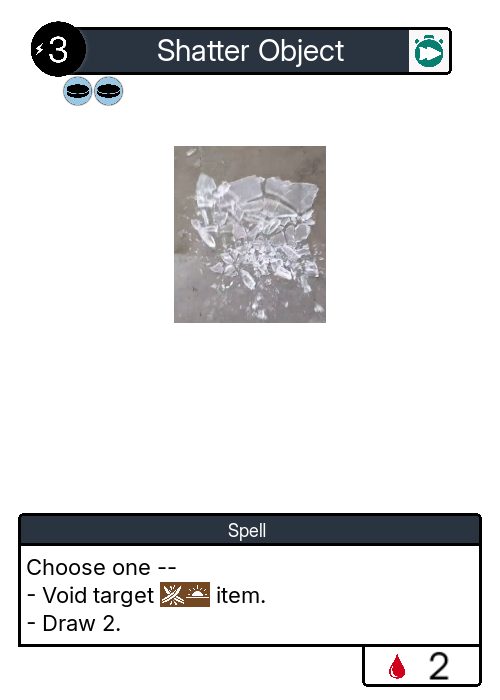 3
Shatter Object
Spell
Choose one --
- Void target item.
- Draw 2.
2